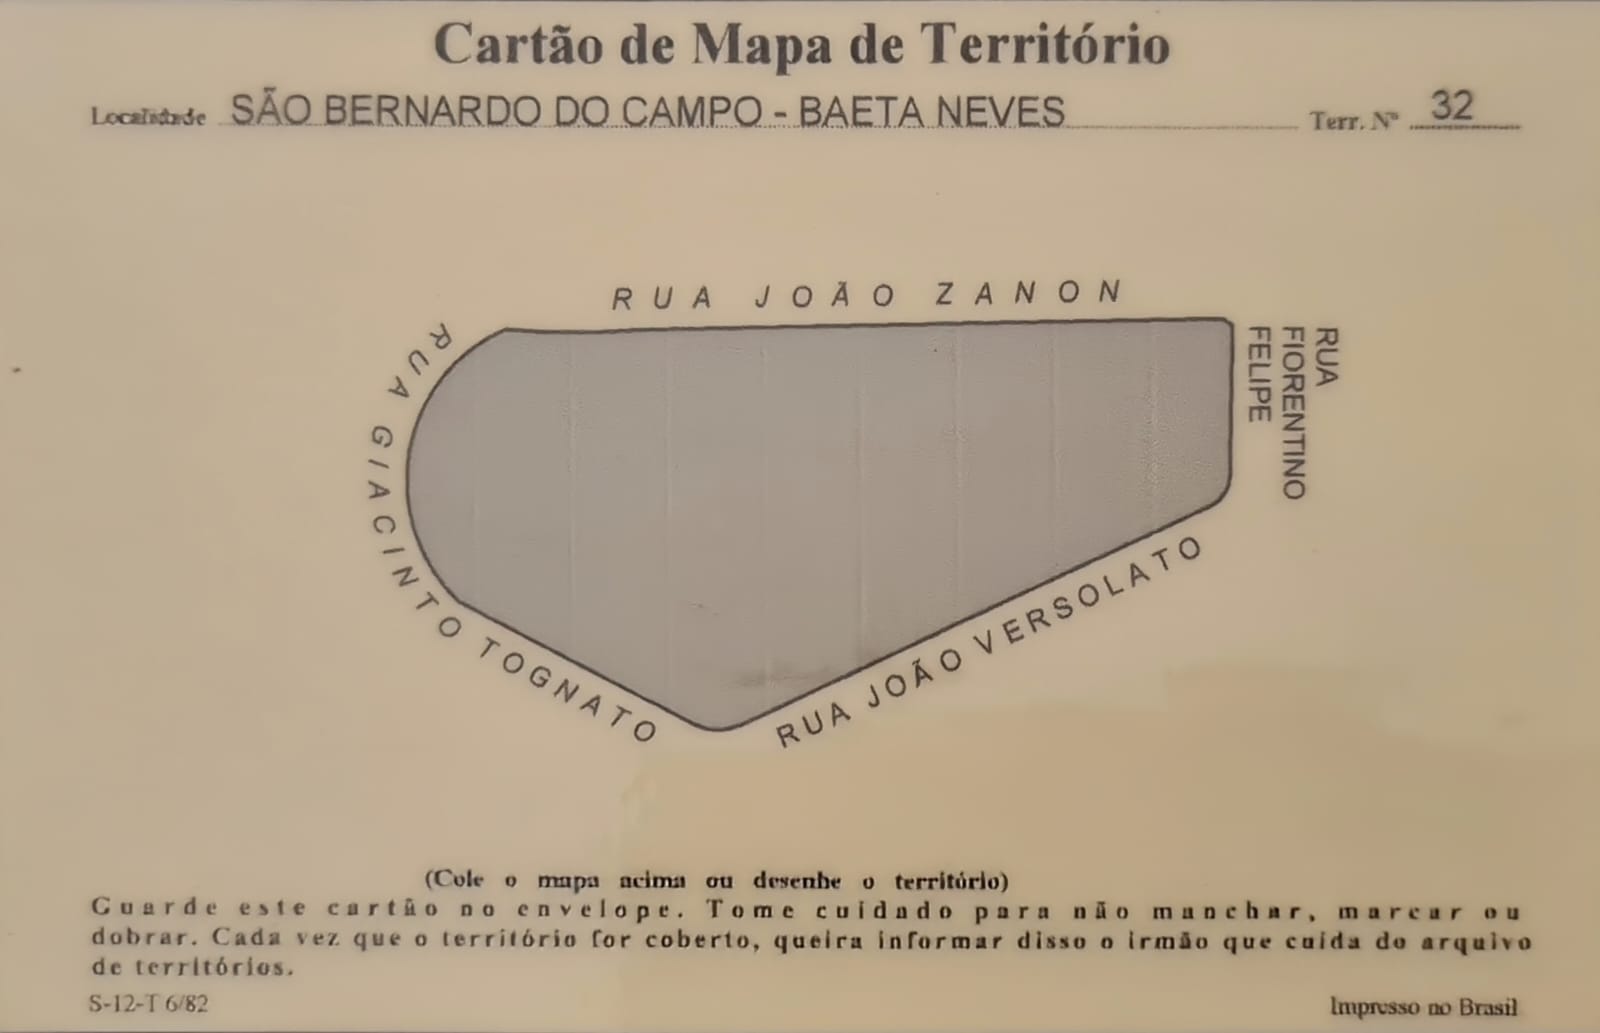 Cartão de Mapa de Território
Localidade SÃO BERNARDO DO CAMPO - BAETA NEVES Terr. Nº 32
RUA JOÃO ZANON
RUA
FIORENTINO
FELIPE
RUA GIACINTO TOGNATO
RUA JOÃO VERSOLATO
(Cole o mapa acima ou desenhe o território)
Guarde este cartão no envelope. Tome cuidado para não manchar, marcar ou
dobrar. Cada vez que o território for coberto, queira informar disso o irmão que cuida do arquivo
de territórios.
S-12-T 6/82 Impresso no Brasil